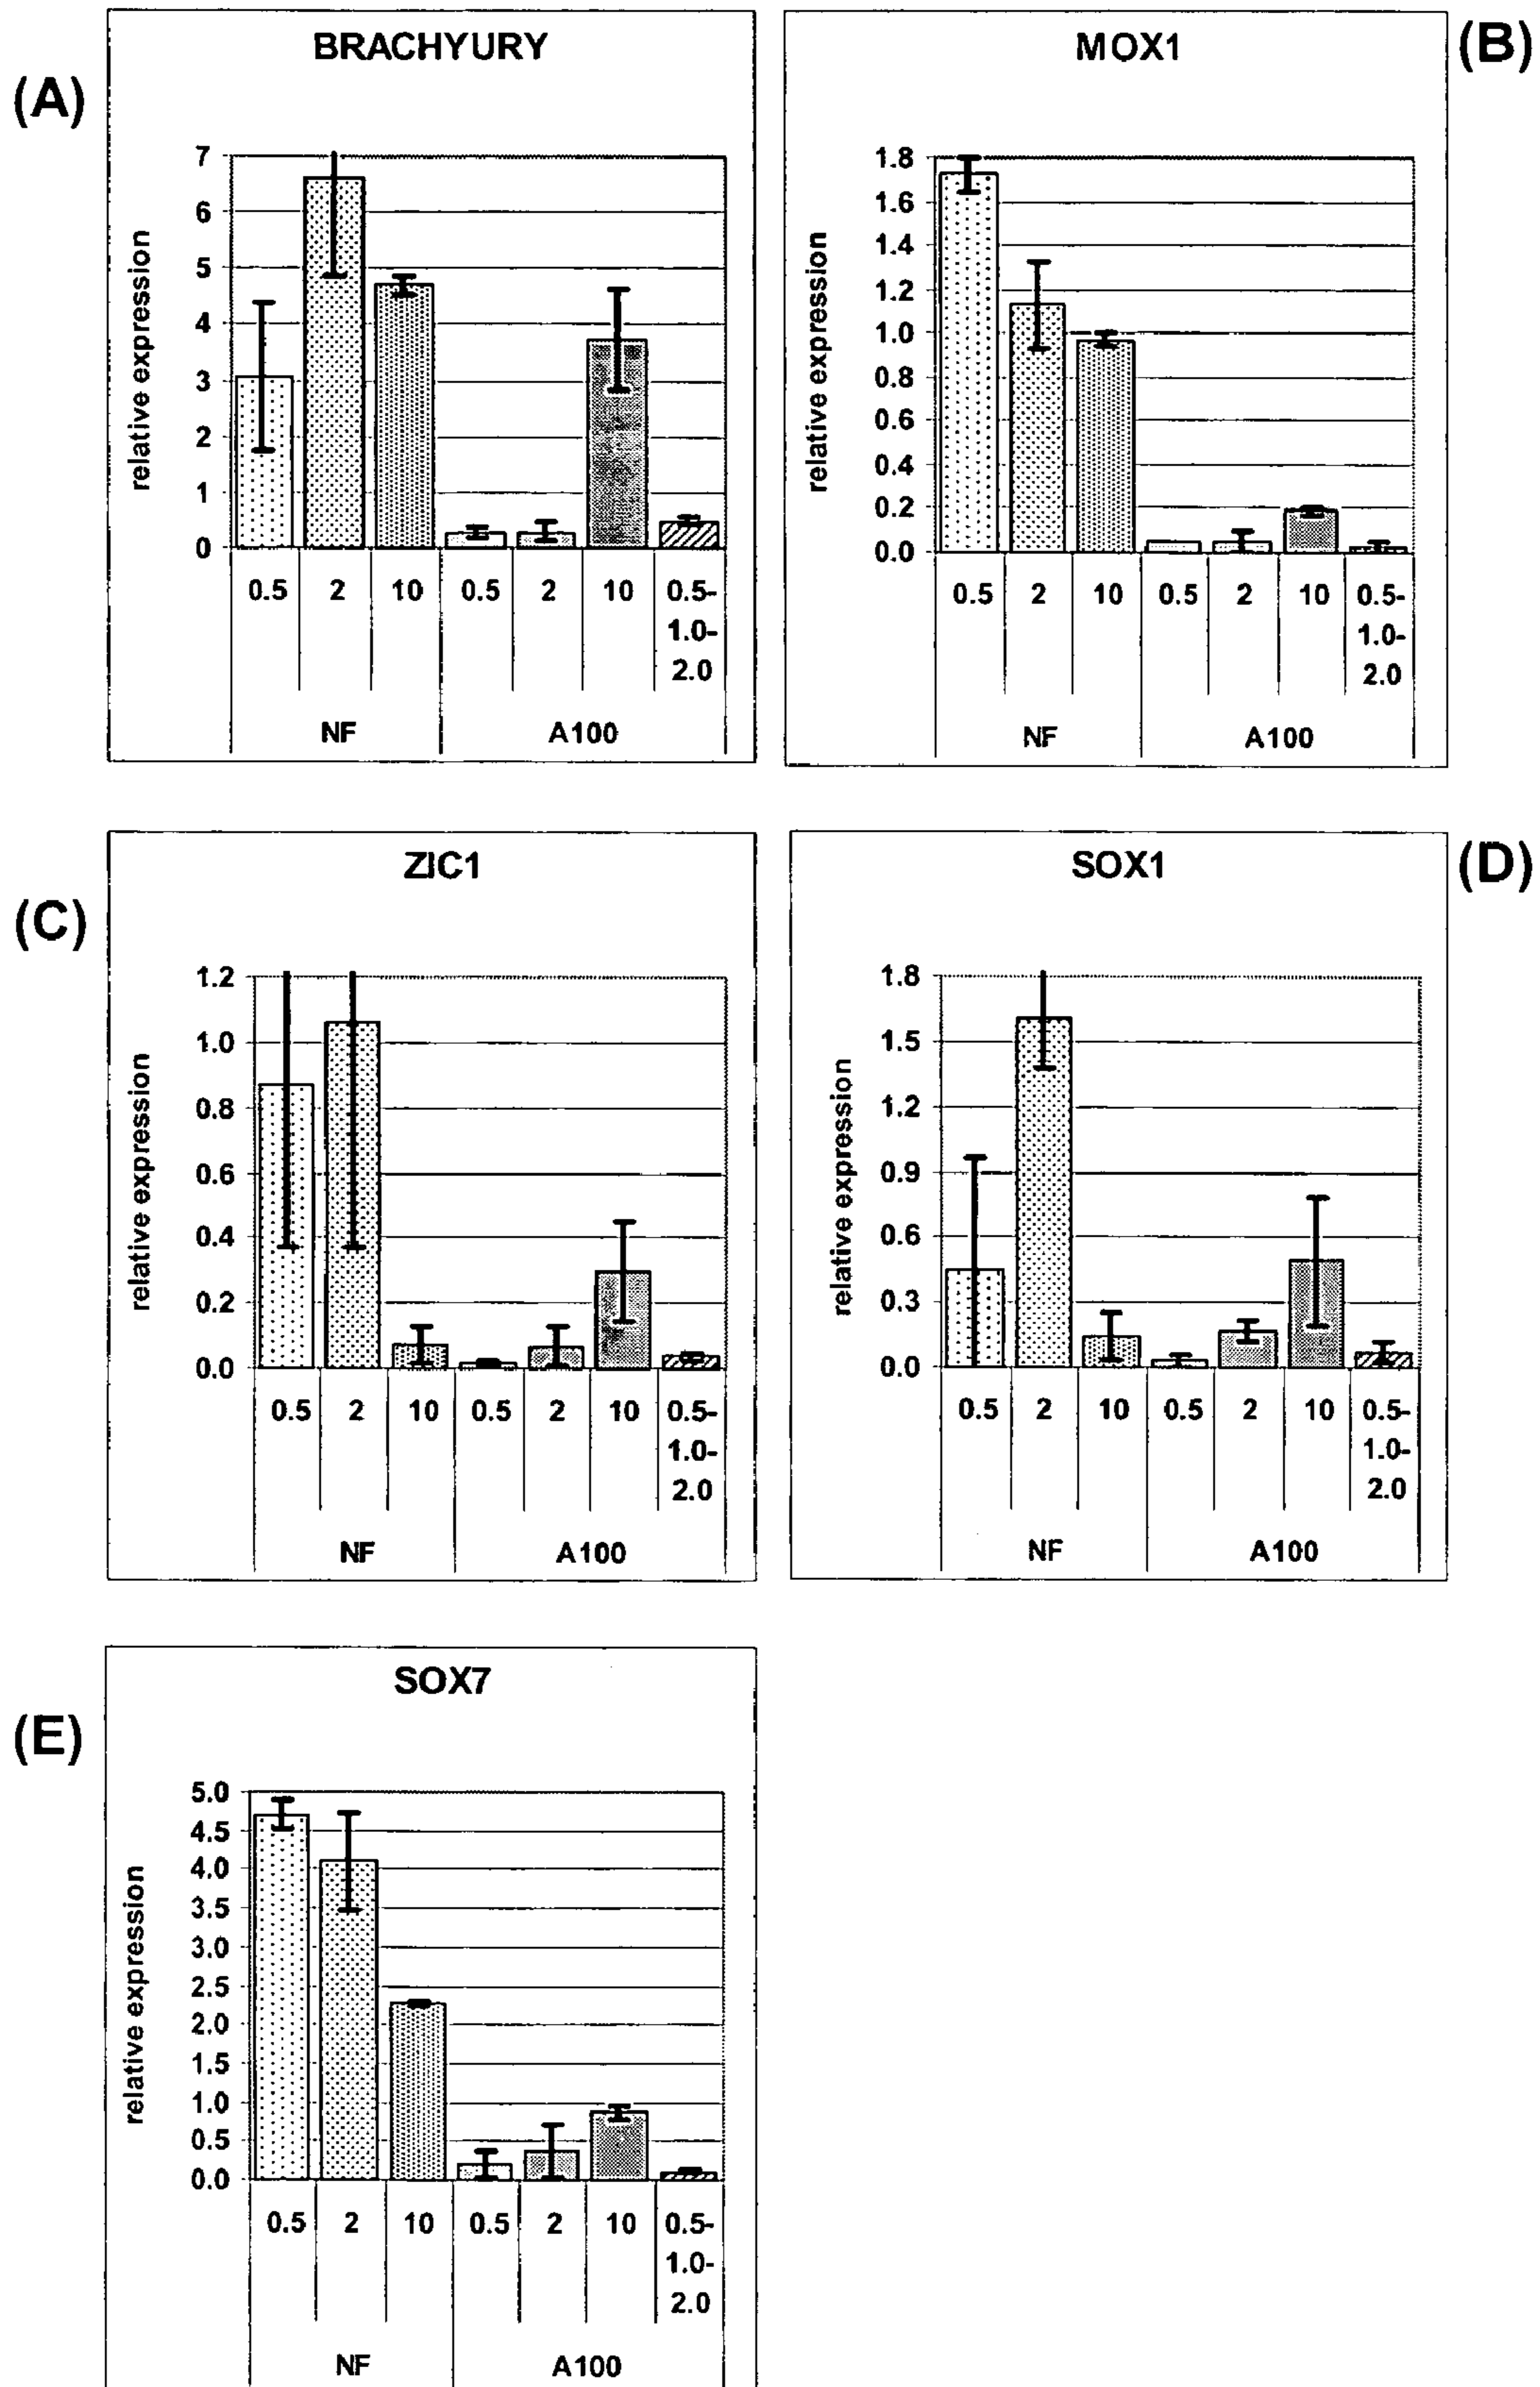 (A)
BRACHYURY
relative expression
7
6
5
4
3
2
1
0
0.5 2 10 0.5 2 10 0.5-
1.0-
2.0
NF A100
(B)
MOX1
relative expression
1.8
1.6
1.4
1.2
1.0
0.8
0.6
0.4
0.2
0.0
0.5 2 10 0.5 2 10 0.5-
1.0-
2.0
NF A100
(C)
ZIC1
relative expression
1.2
1.0
0.8
0.6
0.4
0.2
0.0
0.5 2 10 0.5 2 10 0.5-
1.0-
2.0
NF A100
(D)
SOX1
relative expression
1.8
1.5
1.2
0.9
0.6
0.3
0.0
0.5 2 10 0.5 2 10 0.5-
1.0-
2.0
NF A100
(E)
SOX7
relative expression
5.0
4.5
4.0
3.5
3.0
2.5
2.0
1.5
1.0
0.5
0.0
0.5 2 10 0.5 2 10 0.5-
1.0-
2.0
NF A100